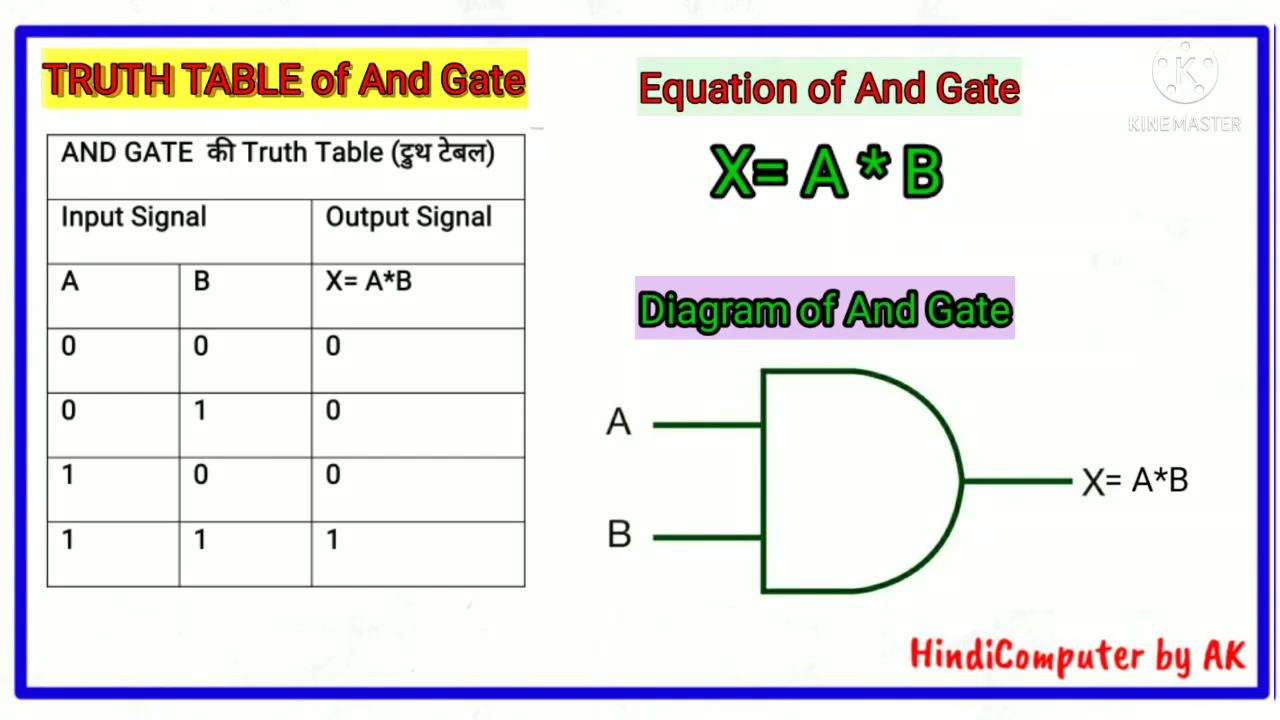 TRUTH TABLE of And Gate
AND GATE की Truth Table (ट्रुथ टेबल)
Input Signal Output Signal
A B X= A*B
0 0 0
0 1 0
1 0 0
1 1 1
Equation of And Gate
X= A * B
K
KINEMASTER
Diagram of And Gate
A
B
X= A*B
HindiComputer by AK